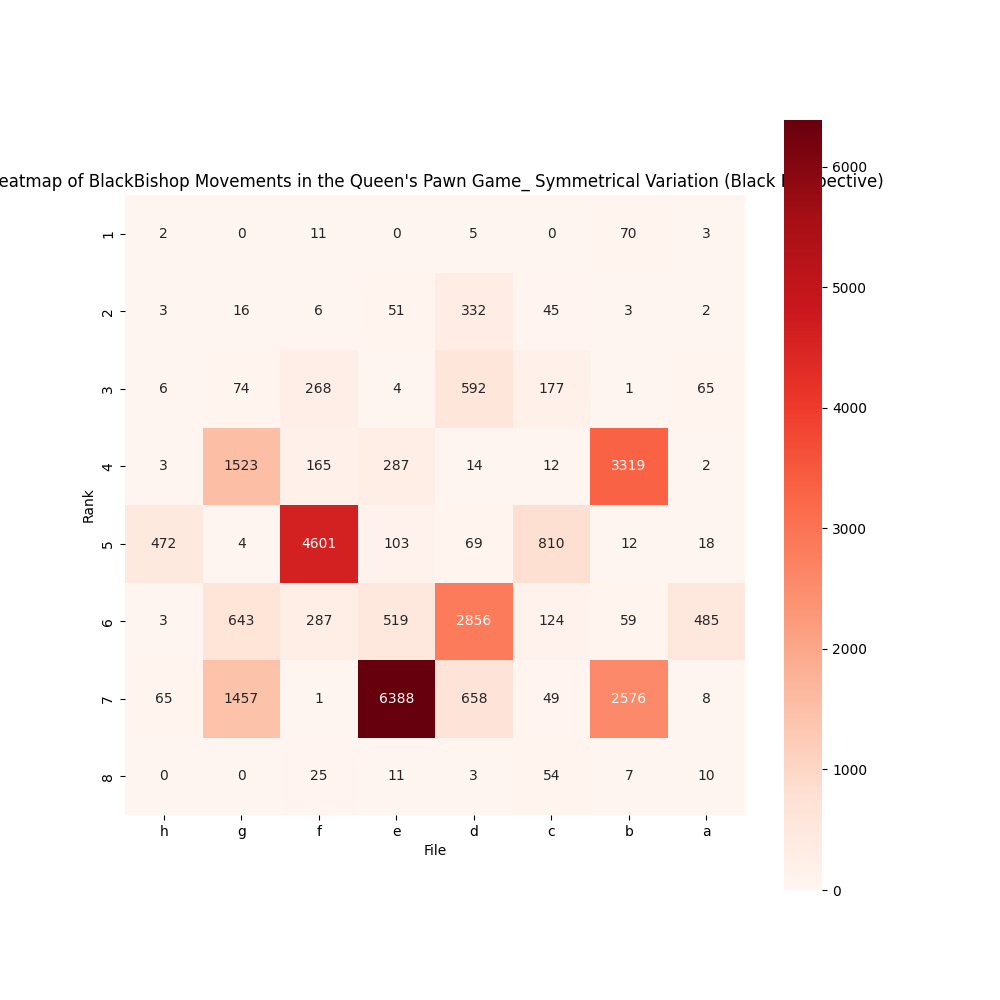 eatmap of BlackBishop Movements in the Queen's Pawn Game_ Symmetrical Variation (Black Perspective)
1 2 0 11 0 5 0 70 3
2 3 16 6 51 332 45 3 2
3 6 74 268 4 592 177 1 65
4 3 1523 165 287 14 12 3319 2
Rank
5 472 4 4601 103 69 810 12 18
6 3 643 287 519 2856 124 59 485
7 65 1457 1 6388 658 49 2576 8
8 0 0 25 11 3 54 7 10
h g f e d c b a
File
6000
5000
4000
3000
2000
1000
0